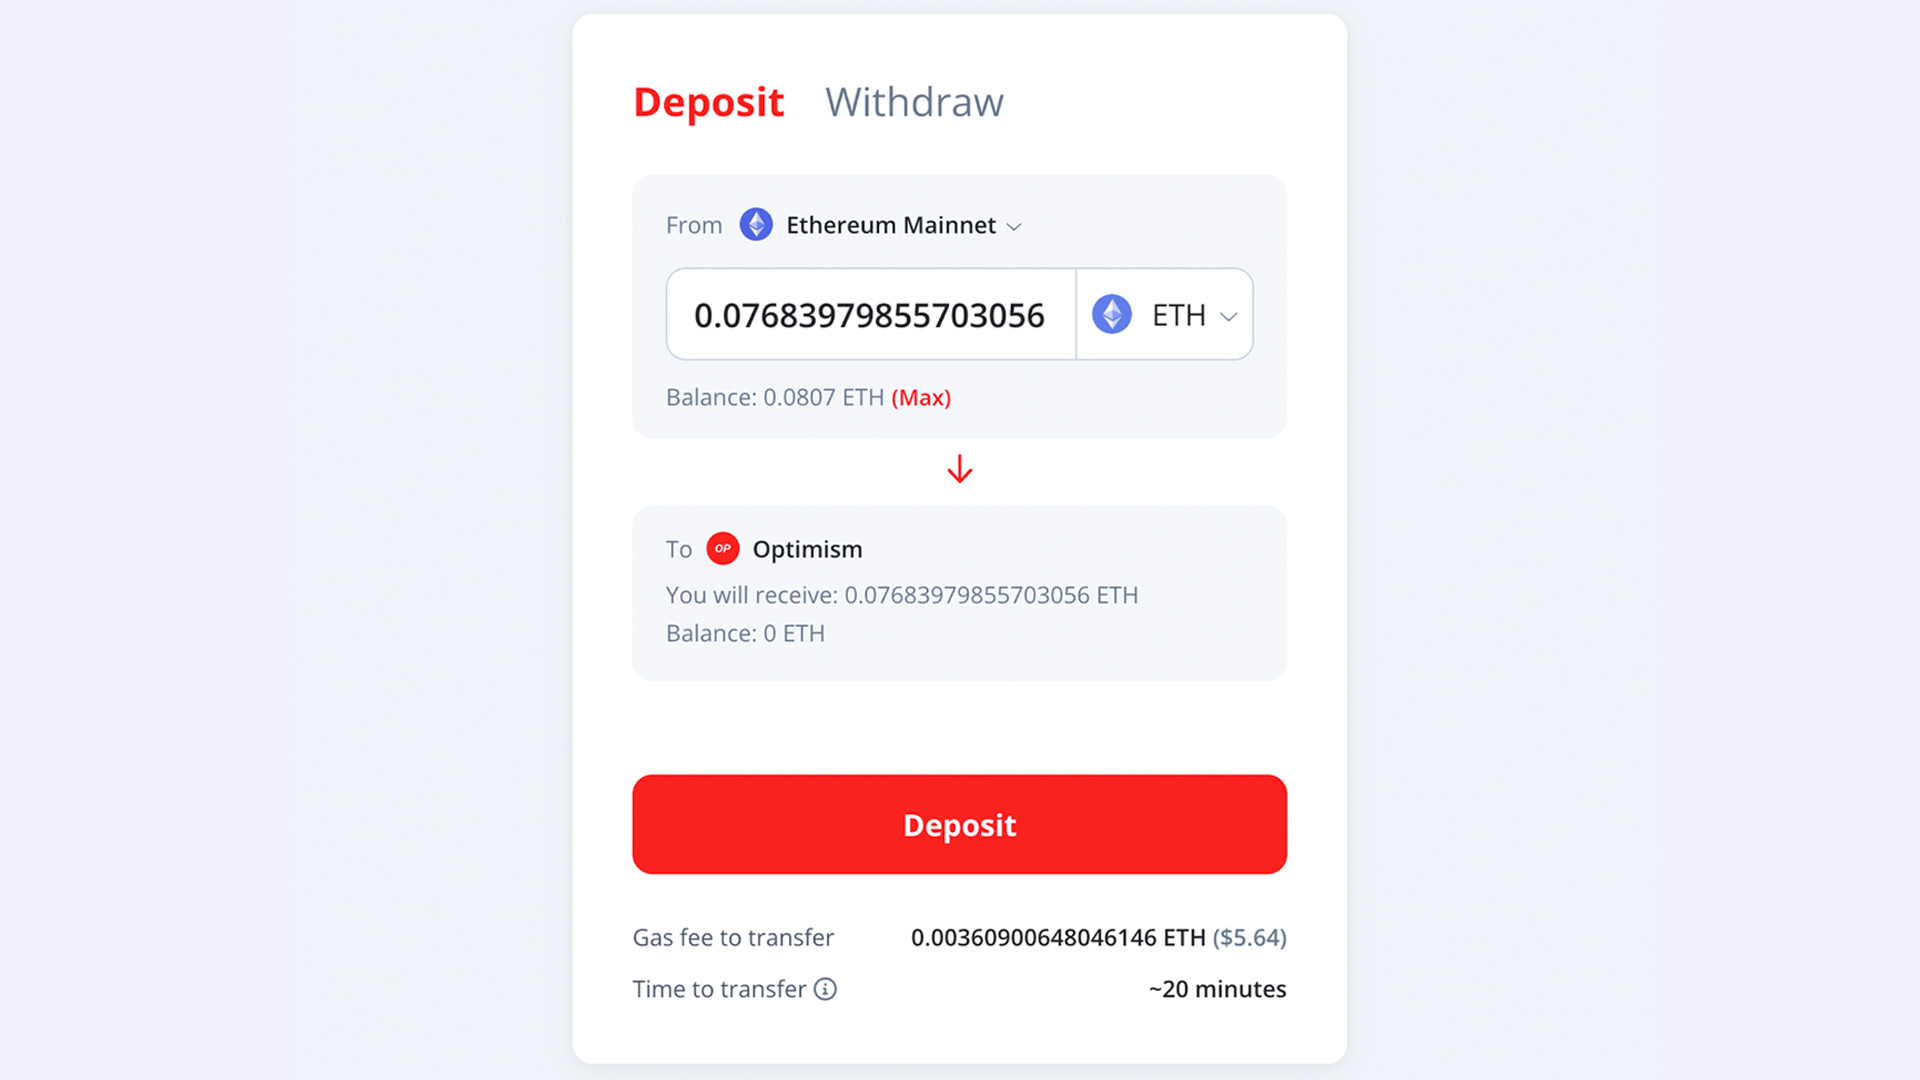 Deposit Withdraw
From Ethereum Mainnet
0.07683979855703056 ETH
Balance: 0.0807 ETH (Max)
To OP Optimism
You will receive: 0.07683979855703056 ETH
Balance: 0 ETH
Deposit
Gas fee to transfer 0.00360900648046146 ETH ($5.64)
Time to transfer ~20 minutes